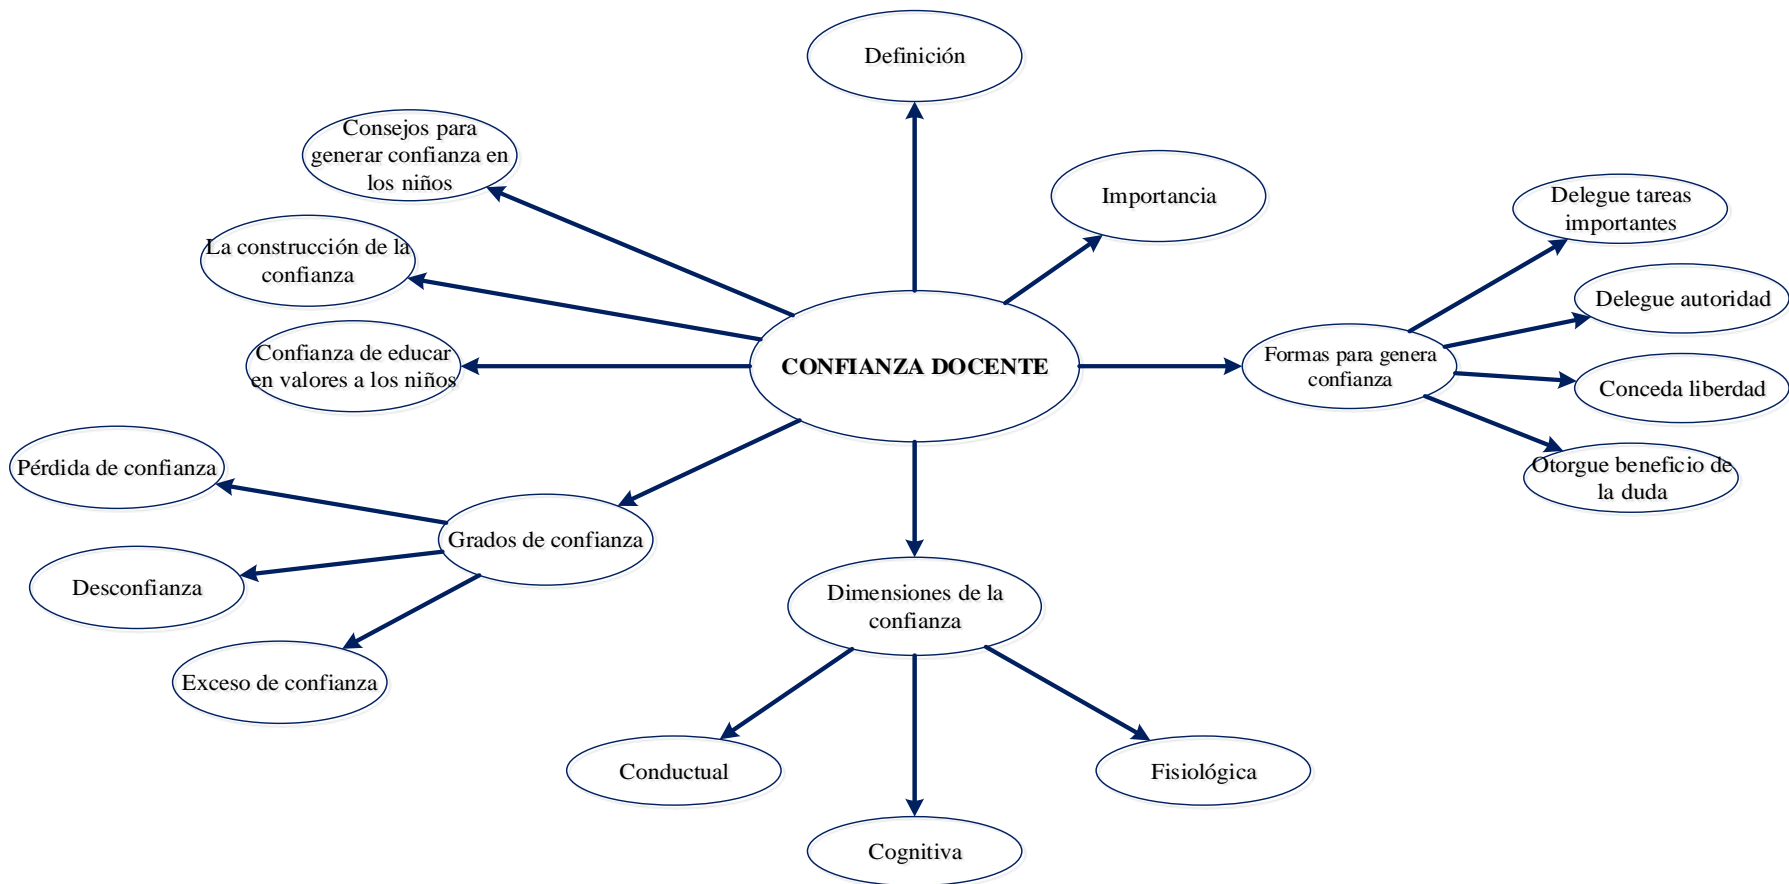 Definición
Consejos para
generar confianza en
los niños
Importancia
Delegue tareas
importantes
La construcción de la
confianza
Delegue autoridad
Confianza de educar
en valores a los niños
CONFIANZA DOCENTE
Formas para genera
confianza
Conceda liberdad
Otorgue beneficio de
la duda
Pérdida de confianza
Grados de confianza
Desconfianza
Exceso de confianza
Dimensiones de la
confianza
Conductual
Fisiológica
Cognitiva